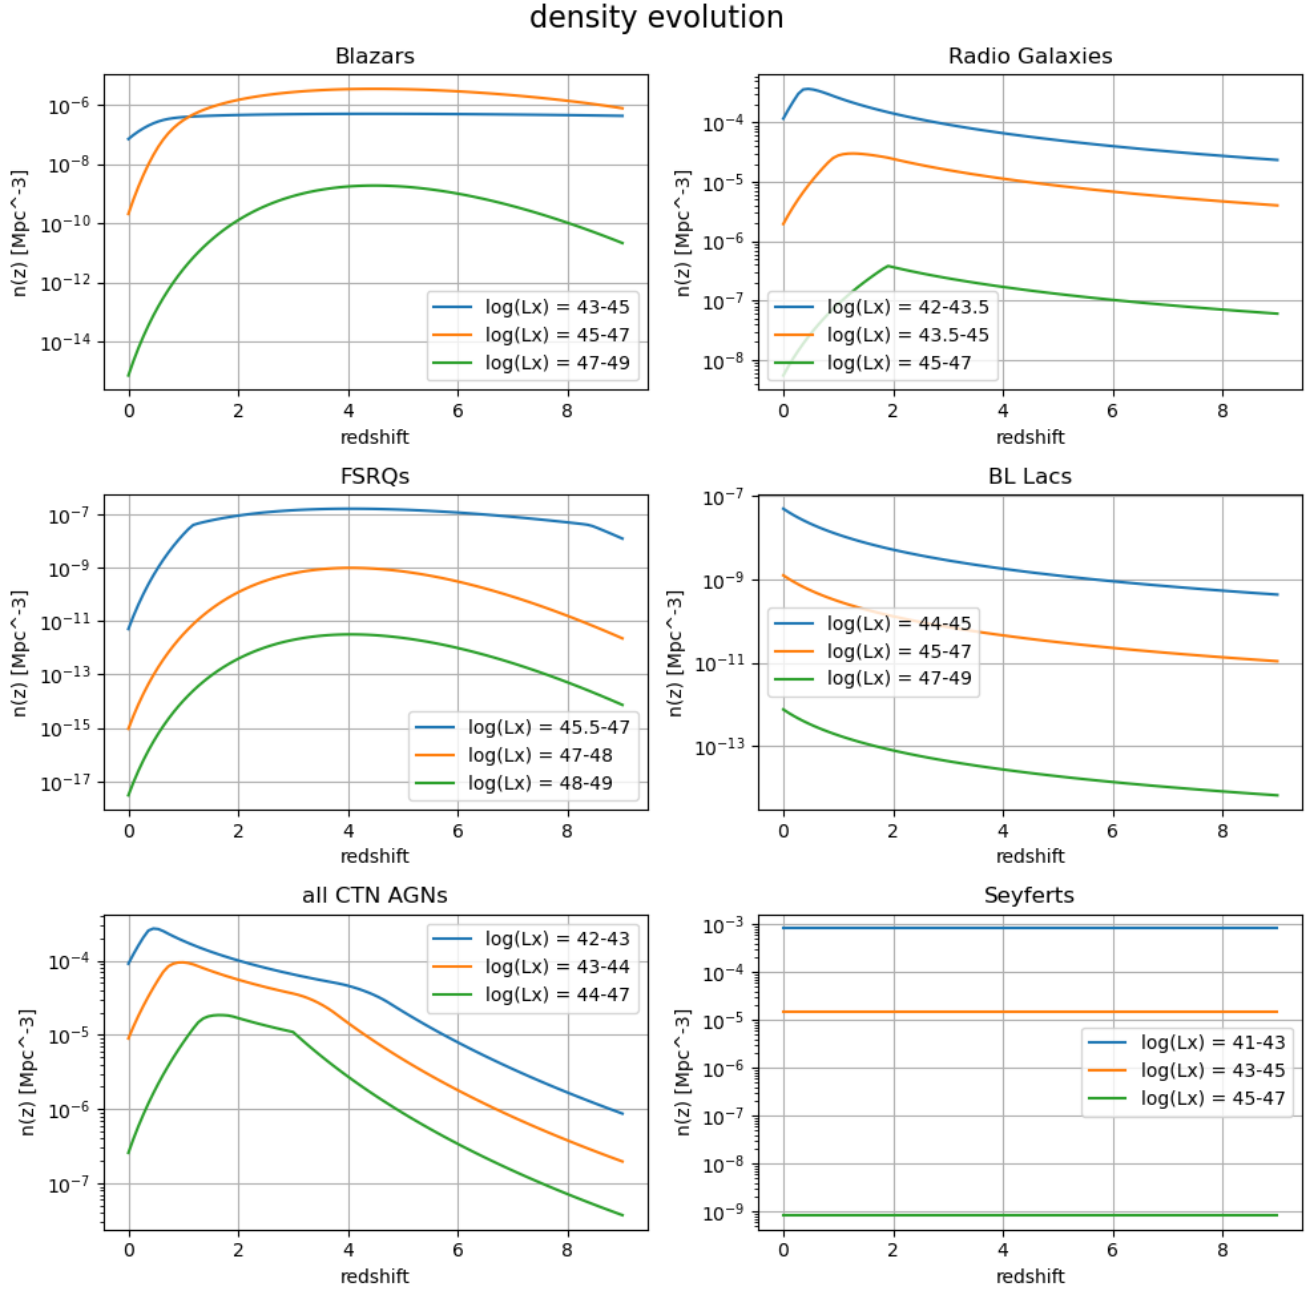 density evolution
Blazars
n(z) [Mpc^-3]
10^-6
10^-8
10^-10
10^-12
10^-14
log(Lx) = 43-45
log(Lx) = 45-47
log(Lx) = 47-49
0 2 4 6 8
redshift
Radio Galaxies
n(z) [Mpc^-3]
10^-4
10^-5
10^-6
10^-7
10^-8
log(Lx) = 42-43.5
log(Lx) = 43.5-45
log(Lx) = 45-47
0 2 4 6 8
redshift
FSRQs
n(z) [Mpc^-3]
10^-7
10^-9
10^-11
10^-13
10^-15
10^-17
log(Lx) = 45.5-47
log(Lx) = 47-48
log(Lx) = 48-49
0 2 4 6 8
redshift
BL Lacs
n(z) [Mpc^-3]
10^-7
10^-9
10^-11
10^-13
log(Lx) = 44-45
log(Lx) = 45-47
log(Lx) = 47-49
0 2 4 6 8
redshift
all CTN AGNs
n(z) [Mpc^-3]
10^-4
10^-5
10^-6
10^-7
log(Lx) = 42-43
log(Lx) = 43-44
log(Lx) = 44-47
0 2 4 6 8
redshift
Seyferts
n(z) [Mpc^-3]
10^-3
10^-4
10^-5
10^-6
10^-7
10^-8
10^-9
log(Lx) = 41-43
log(Lx) = 43-45
log(Lx) = 45-47
0 2 4 6 8
redshift